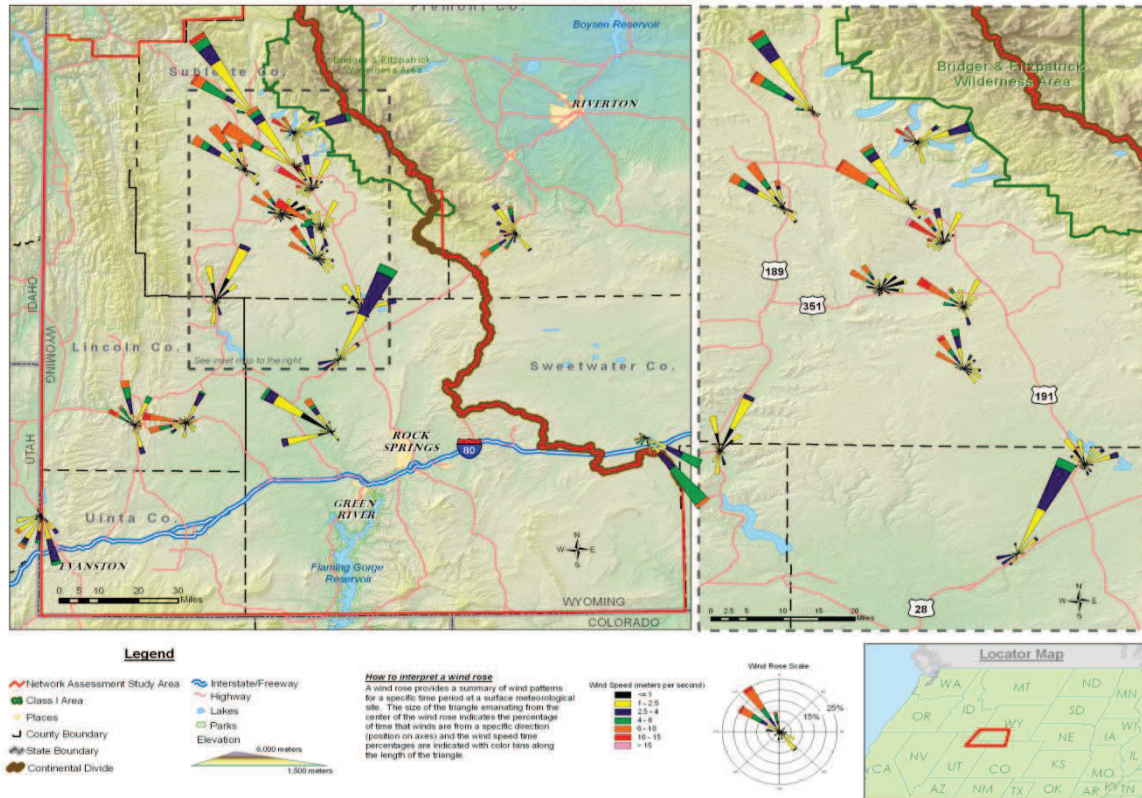 Fremont Co.
Boysen Reservoir
Bridger & Fitzpatrick
Wilderness Area
Sublette Co.
RIVERTON
IDAHO
WYOMING
Lincoln Co.
See inset map to the right
Sweetwater Co.
UTAH
ROCK
SPRINGS
80
GREEN
RIVER
Uinta Co.
EVANSTON
Flaming Gorge
Reservoir
N
W E
S
0 5 10 20 30
Miles
WYOMING
COLORADO
Bridger & Fitzpatrick
Wilderness Area
189
351
191
28
N
W E
S
0 2.5 5 10 15 20
Miles
Legend
Network Assessment Study Area
Class I Area
Places
County Boundary
State Boundary
Continental Divide
Interstate/Freeway
Highway
Lakes
Parks
Elevation
6,000 meters
1,500 meters
How to interpret a wind rose
A wind rose provides a summary of wind patterns
for a specific time period at a surface meteorological
site. The size of the triangle emanating from the
center of the wind rose indicates the percentage
of time that winds are from a specific direction
(position on axes) and the wind speed time
percentages are indicated with color bins along
the length of the triangle.
Wind Speed (meters per second)
<= 1
1 - 2.5
2.5 - 4
4 - 6
6 - 10
10 - 15
> 15
Wind Rose Scale
25%
15%
Locator Map
WA
MT
ND
MN
OR
ID
WY
SD
NE
IA
NV
UT
CO
KS
IL
CA
MO
KY
AZ
NM
TX
OK
AR
TN